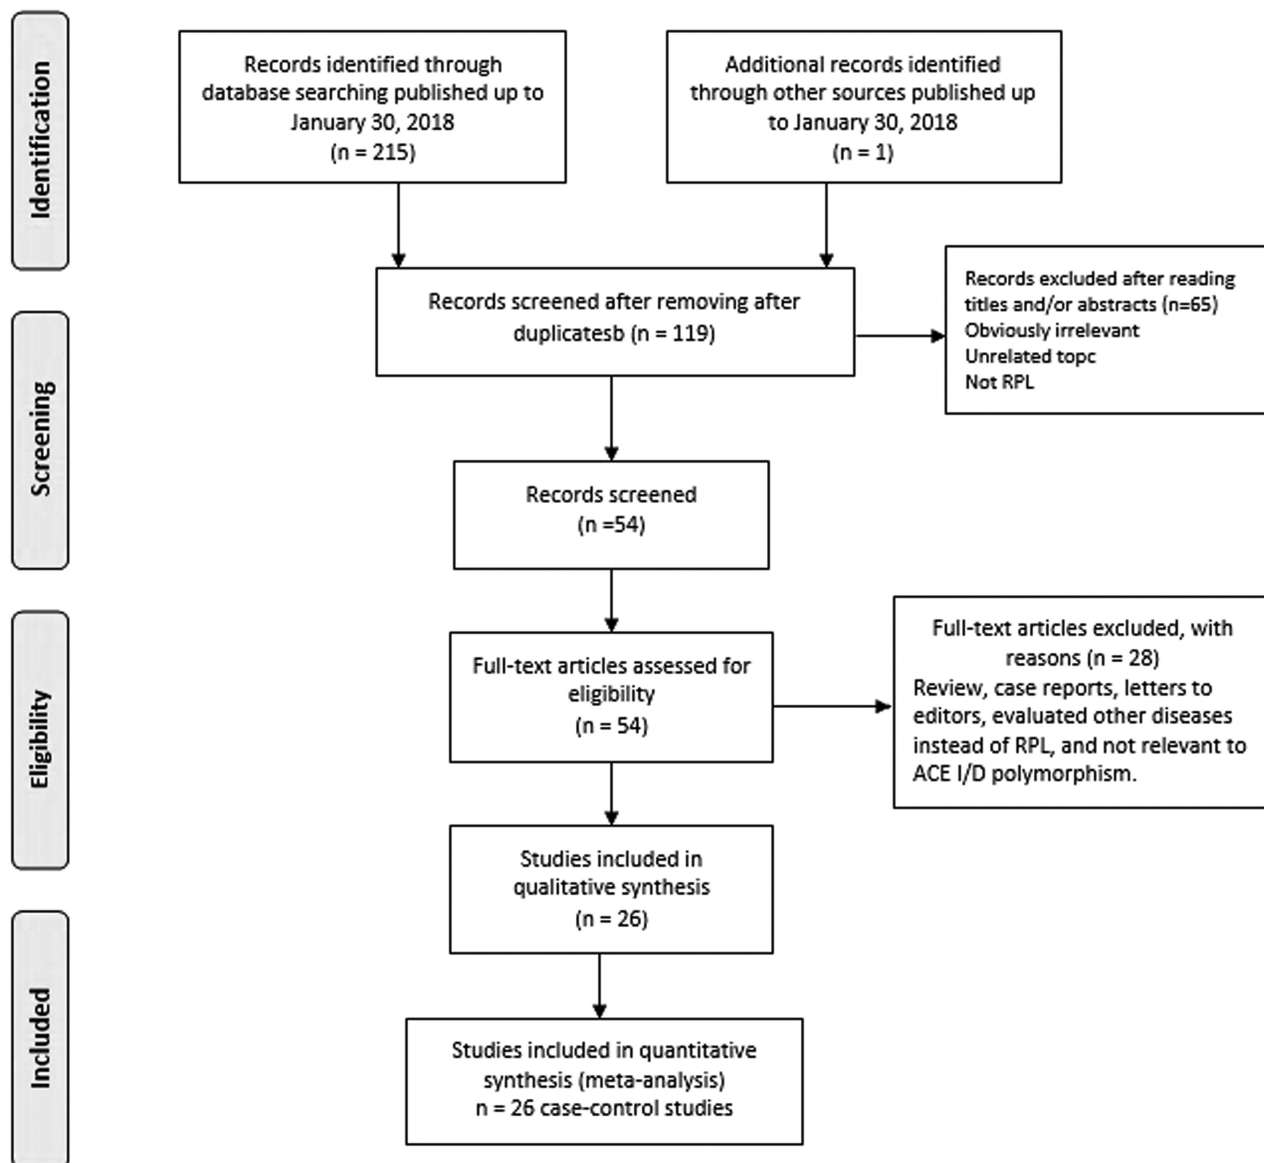 Identification
Records identified through
database searching published up to
January 30, 2018
(n = 215)
Additional records identified
through other sources published up
to January 30, 2018
(n = 1)
Records screened after removing after
duplicatesb (n = 119)
Records excluded after reading
titles and/or abstracts (n=65)
Obviously irrelevant
Unrelated topc
Not RPL
Screening
Records screened
(n =54)
Eligibility
Full-text articles assessed for
eligibility
(n = 54)
Full-text articles excluded, with
reasons (n = 28)
Review, case reports, letters to
editors, evaluated other diseases
instead of RPL, and not relevant to
ACE I/D polymorphism.
Studies included in
qualitative synthesis
(n = 26)
Included
Studies included in quantitative
synthesis (meta-analysis)
n = 26 case-control studies